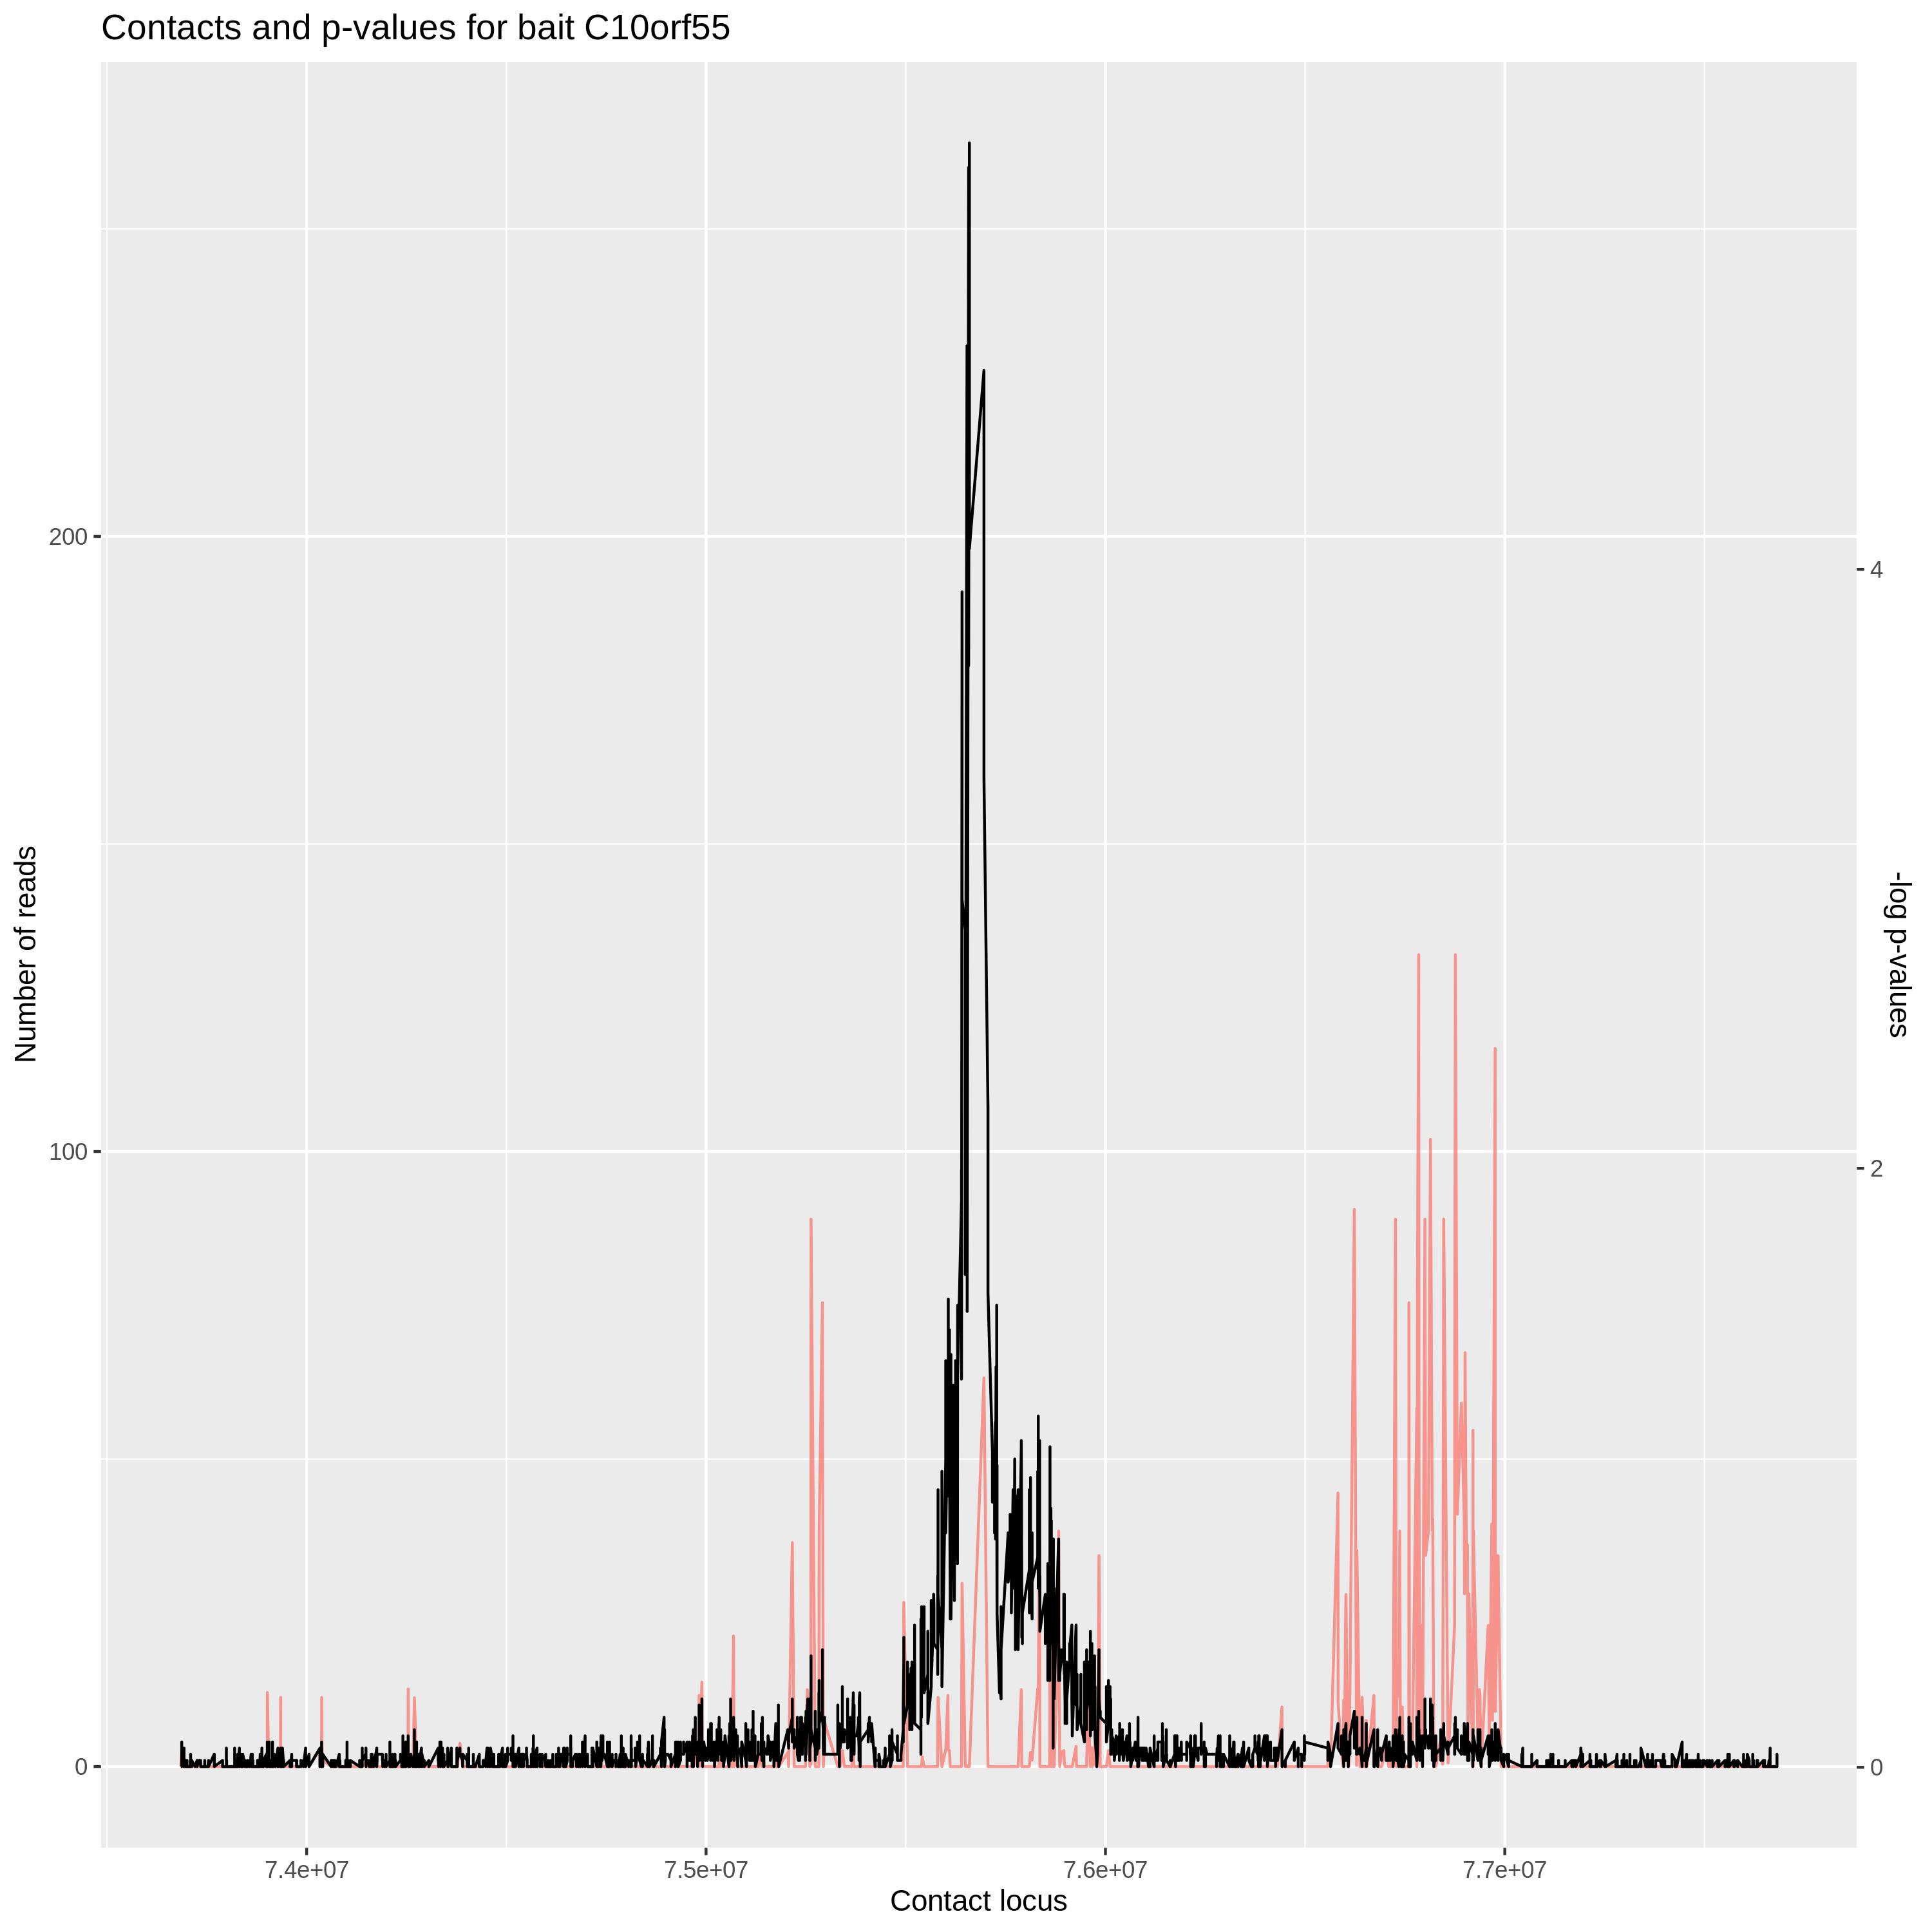 Contacts and p-values for bait C10orf55
200
100
0
Number of reads
4
2
0
-log p-values
7.4e+07 7.5e+07 7.6e+07 7.7e+07
Contact locus